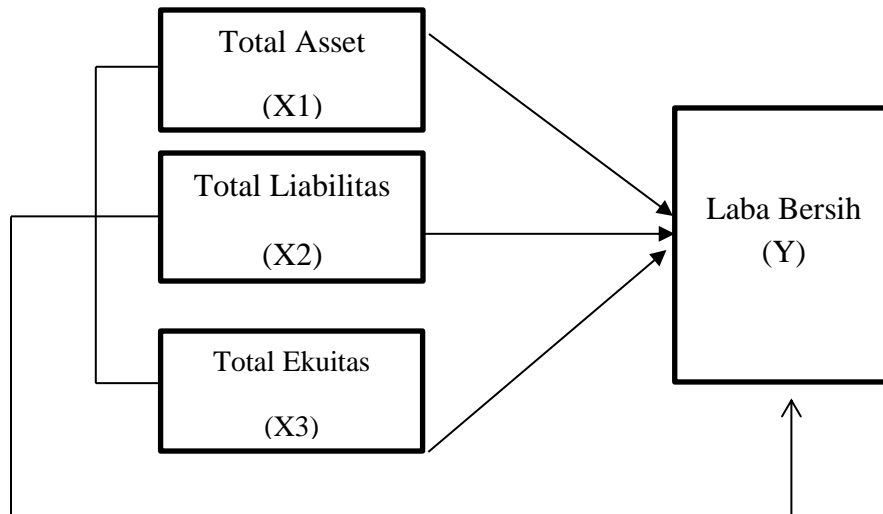 Total Asset
(X1)
Total Liabilitas
(X2)
Total Ekuitas
(X3)
Laba Bersih
(Y)